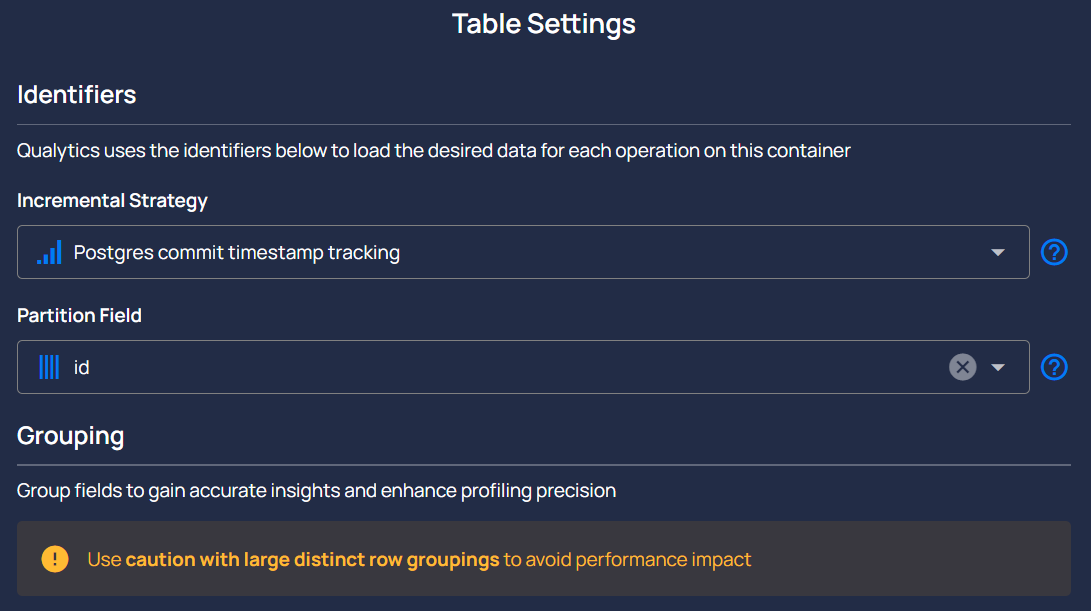 Table Settings
Identifiers
Qualytics uses the identifiers below to load the desired data for each operation on this container
Incremental Strategy
Postgres commit timestamp tracking
Partition Field
id
Grouping
Group fields to gain accurate insights and enhance profiling precision
Use caution with large distinct row groupings to avoid performance impact